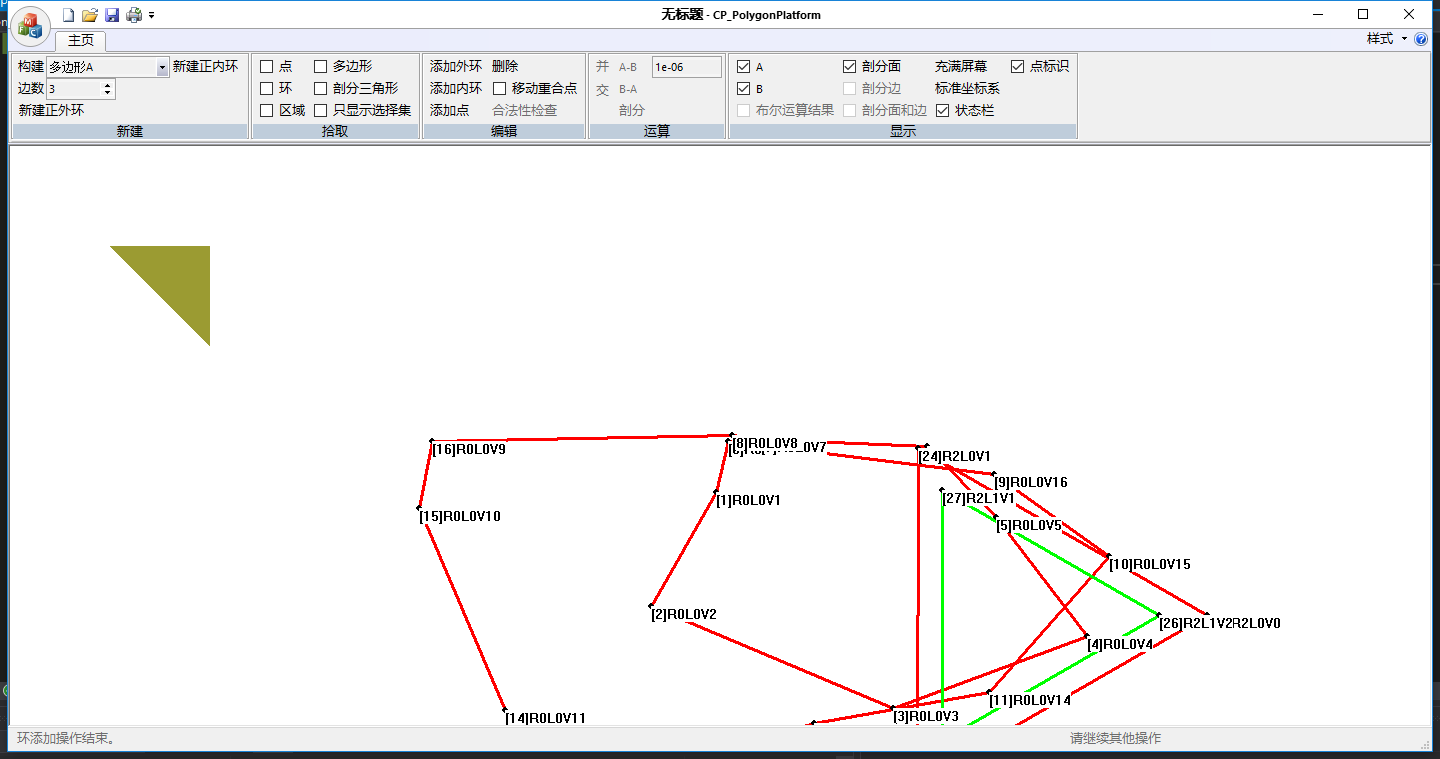 无标题 - CP_PolygonPlatform
主页
样式
构建 多边形A 新建正内环
边数 3
新建正外环
新建
点 多边形
环 剖分三角形
区域 只显示选择集
拾取
添加外环 删除
添加内环 移动重合点
添加点 合法性检查
编辑
并 A-B 1e-06
交 B-A
剖分
运算
A 剖分面 充满屏幕 点标识
B 剖分边 标准坐标系
布尔运算结果 剖分面和边 状态栏
显示
[16]R0L0V9
[8]R0L0V8
L0V7
[24]R2L0V1
[9]R0L0V16
[1]R0L0V1
[27]R2L1V1
[15]R0L0V10
[5]R0L0V5
[10]R0L0V15
[2]R0L0V2
[26]R2L1V2
R2L0V0
[4]R0L0V4
[11]R0L0V14
[14]R0L0V11
[3]R0L0V3
环添加操作结束。
请继续其他操作